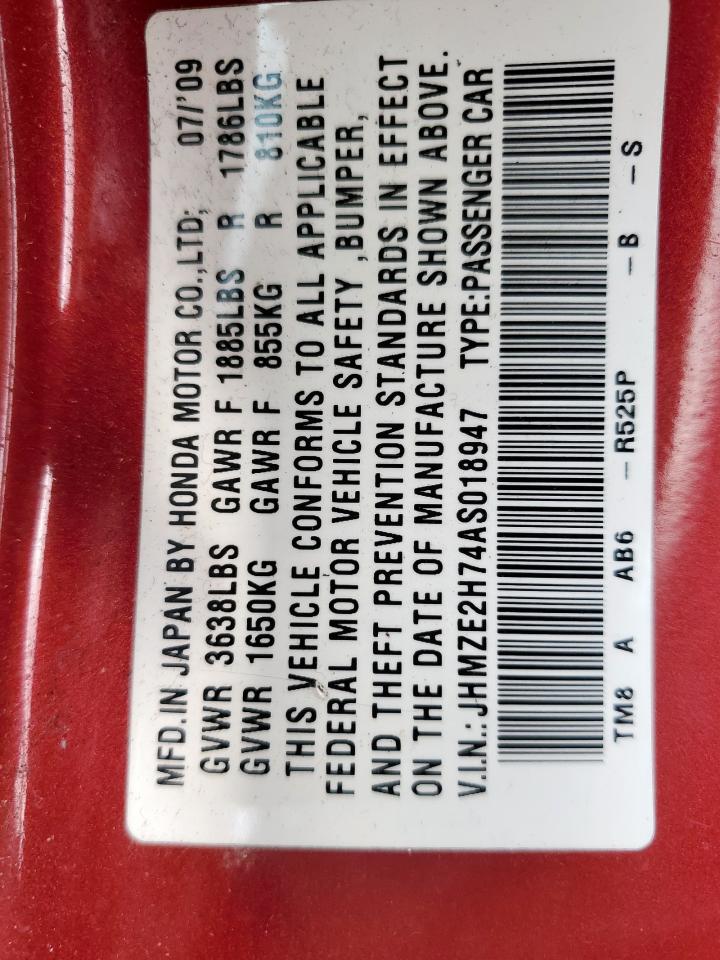 MFD.IN JAPAN BY HONDA MOTOR CO.,LTD; 07/'09
GVWR 3638LBS GAWR F 1885LBS R 1786LBS
GVWR 1650KG GAWR F 855KG R 810KG
THIS VEHICLE CONFORMS TO ALL APPLICABLE
FEDERAL MOTOR VEHICLE SAFETY ,BUMPER,
AND THEFT PREVENTION STANDARDS IN EFFECT
ON THE DATE OF MANUFACTURE SHOWN ABOVE.
V.I.N.: JHMZE2H74AS018947 TYPE:PASSENGER CAR
TM8 A AB6 — R525P — B — S